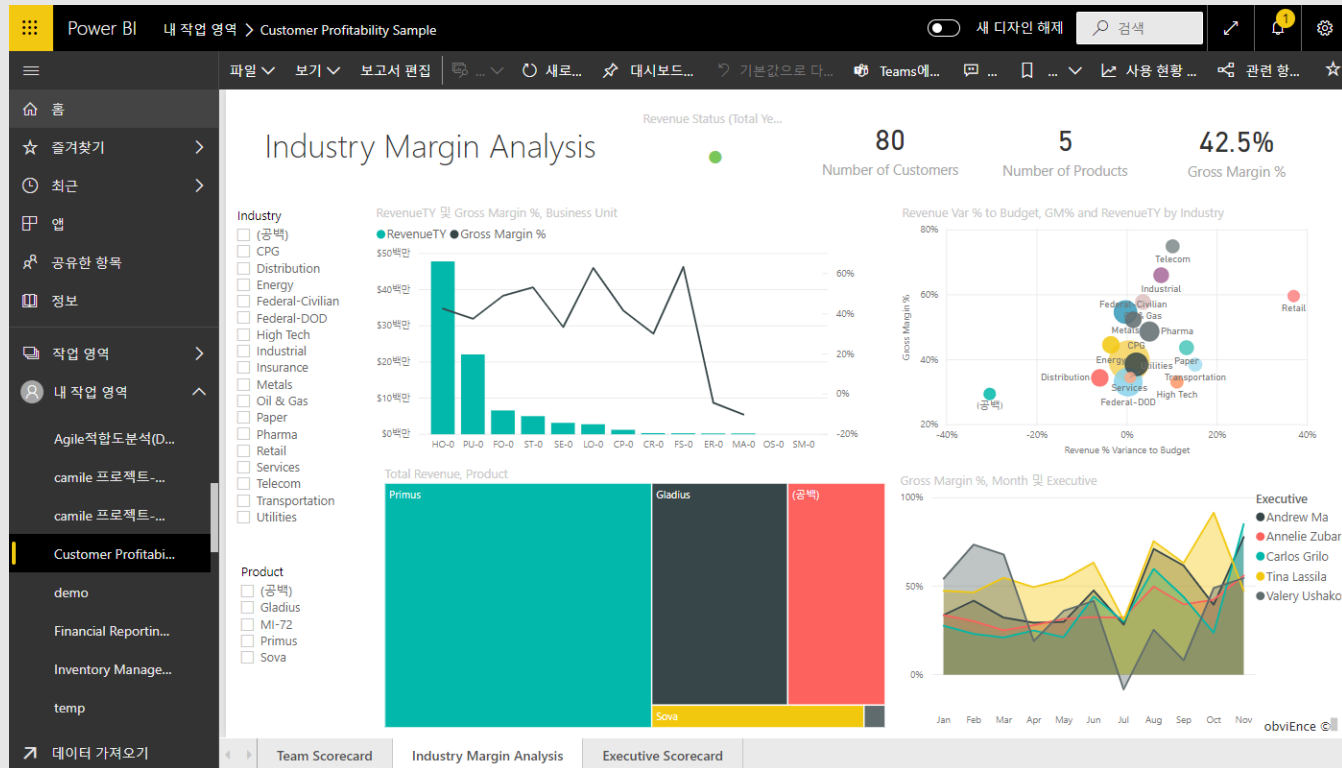 Power BI 내 작업 영역 > Customer Profitability Sample 새 디자인 해제 검색 1
파일 보기 보고서 편집 ... 새로... 대시보드... 기본값으로 다... Teams에... ... ... 사용 현황 ... 관련 항...
홈
즐겨찾기
최근
앱
공유한 항목
정보
작업 영역
내 작업 영역
Agile적합도분석(D...
camile 프로젝트-...
camile 프로젝트-...
Customer Profitabi...
demo
Financial Reportin...
Inventory Manage...
temp
데이터 가져오기
Industry Margin Analysis
Revenue Status (Total Ye...
80
Number of Customers
5
Number of Products
42.5%
Gross Margin %
Industry
(공백)
CPG
Distribution
Energy
Federal-Civilian
Federal-DOD
High Tech
Industrial
Insurance
Metals
Oil & Gas
Paper
Pharma
Retail
Services
Telecom
Transportation
Utilities
Product
(공백)
Gladius
MI-72
Primus
Sova
RevenueTY 및 Gross Margin %, Business Unit
RevenueTY Gross Margin %
$50백만
$40백만
$30백만
$20백만
$10백만
$0백만
60%
40%
20%
0%
-20%
HO-0 PU-0 FO-0 ST-0 SE-0 LO-0 CP-0 CR-0 FS-0 ER-0 MA-0 OS-0 SM-0
Revenue Var % to Budget, GM% and RevenueTY by Industry
Gross Margin %
80%
60%
40%
20%
Telecom
Industrial
Federal-Civilian
Retail
& Gas
Metals
Pharma
CPG
Energy
Utilities
Paper
Distribution
Transportation
Services
High Tech
Federal-DOD
(공백)
-40% -20% 0% 20% 40%
Revenue % Variance to Budget
Total Revenue, Product
Primus
Gladius
(공백)
Sova
Gross Margin %, Month 및 Executive
100%
50%
0%
Jan Feb Mar Apr May Jun Jul Aug Sep Oct Nov
Executive
Andrew Ma
Annelie Zubar
Carlos Grilo
Tina Lassila
Valery Ushako
obviEnce ©
Team Scorecard Industry Margin Analysis Executive Scorecard